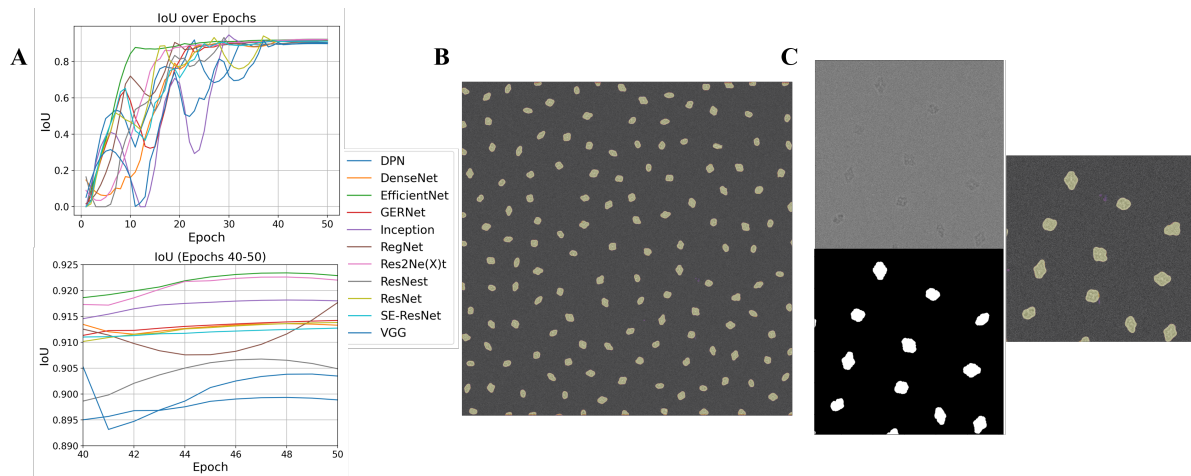 A
IoU over Epochs
IoU
0.8
0.6
0.4
0.2
0.0
0
10
20
30
40
50
Epoch
IoU (Epochs 40-50)
IoU
0.925
0.920
0.915
0.910
0.905
0.900
0.895
0.890
40
42
44
46
48
50
Epoch
DPN
DenseNet
EfficientNet
GERNet
Inception
RegNet
Res2Ne(X)t
ResNest
ResNet
SE-ResNet
VGG
B
C